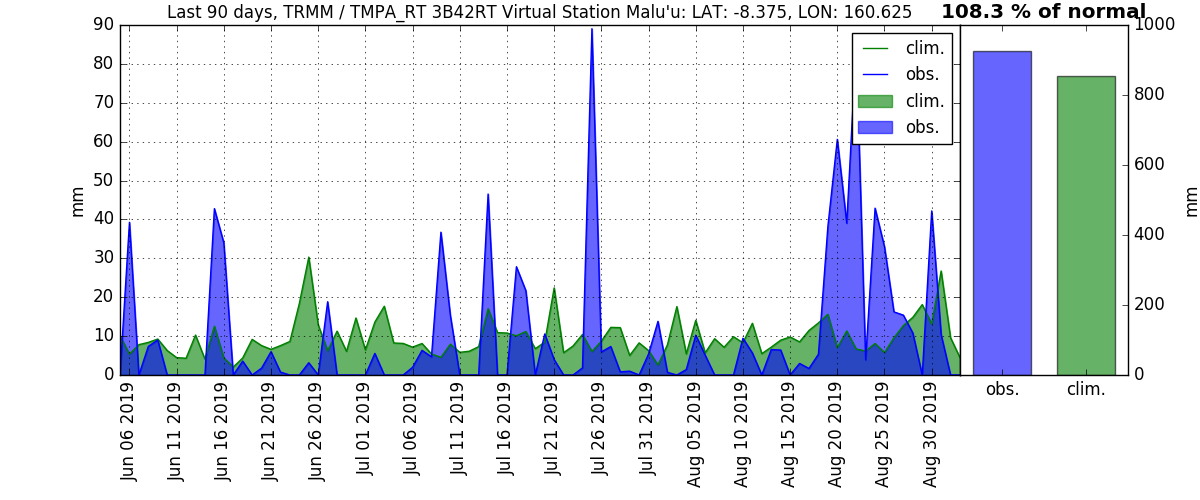 Last 90 days, TRMM / TMPA_RT 3B42RT Virtual Station Malu'u: LAT: -8.375, LON: 160.625
108.3 % of normal
90
80
70
60
50
40
30
20
10
0
mm
clim.
obs.
clim.
obs.
1000
800
600
400
200
0
mm
Jun 06 2019
Jun 11 2019
Jun 16 2019
Jun 21 2019
Jun 26 2019
Jul 01 2019
Jul 06 2019
Jul 11 2019
Jul 16 2019
Jul 21 2019
Jul 26 2019
Jul 31 2019
Aug 05 2019
Aug 10 2019
Aug 15 2019
Aug 20 2019
Aug 25 2019
Aug 30 2019
obs.
clim.